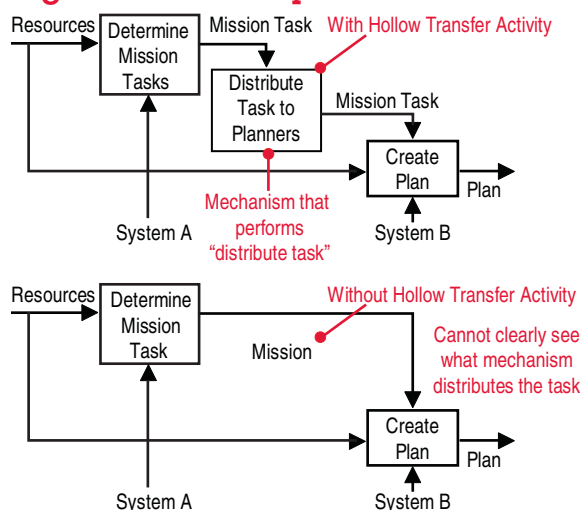 Resources
Determine
Mission
Tasks
Mission Task
With Hollow Transfer Activity
Distribute
Task to
Planners
Mission Task
Create
Plan
Plan
Mechanism that
performs
“distribute task”
System A
System B
Resources
Determine
Mission
Task
Without Hollow Transfer Activity
Mission
Cannot clearly see
what mechanism
distributes the task
Create
Plan
Plan
System A
System B